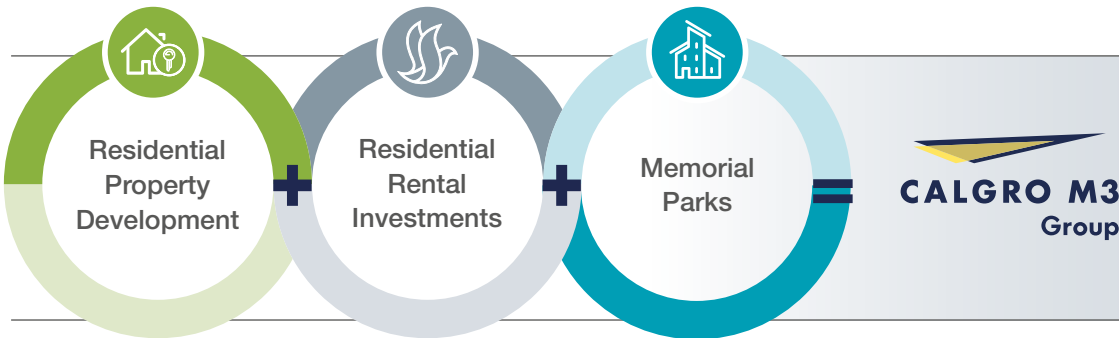 Residential
Property
Development
+
Residential
Rental
Investments
+
Memorial
Parks
=
CALGRO M3
Group